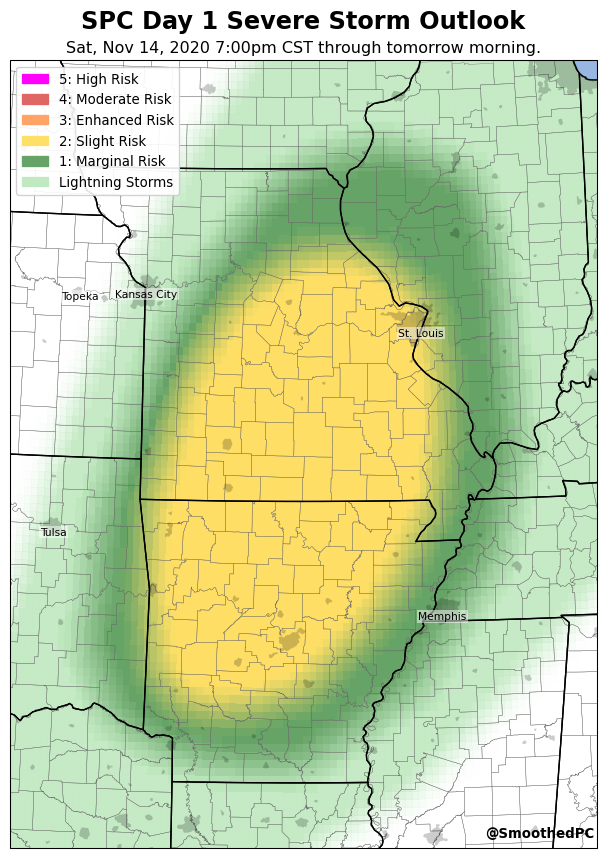 SPC Day 1 Severe Storm Outlook
Sat, Nov 14, 2020 7:00pm CST through tomorrow morning.
5: High Risk
4: Moderate Risk
3: Enhanced Risk
2: Slight Risk
1: Marginal Risk
Lightning Storms
Topeka
Kansas City
St. Louis
Tulsa
Memphis
@SmoothedPC